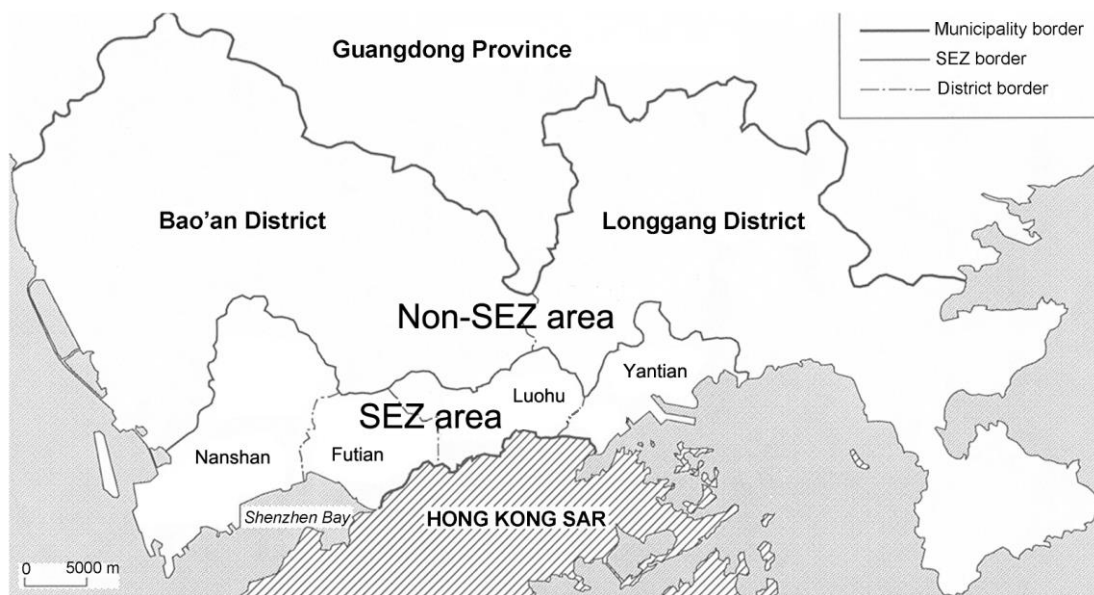 Guangdong Province
Municipality border
SEZ border
District border
Bao'an District
Longgang District
Non-SEZ area
Yantian
Luohu
SEZ area
Nanshan
Futian
Shenzhen Bay
HONG KONG SAR
0 5000 m